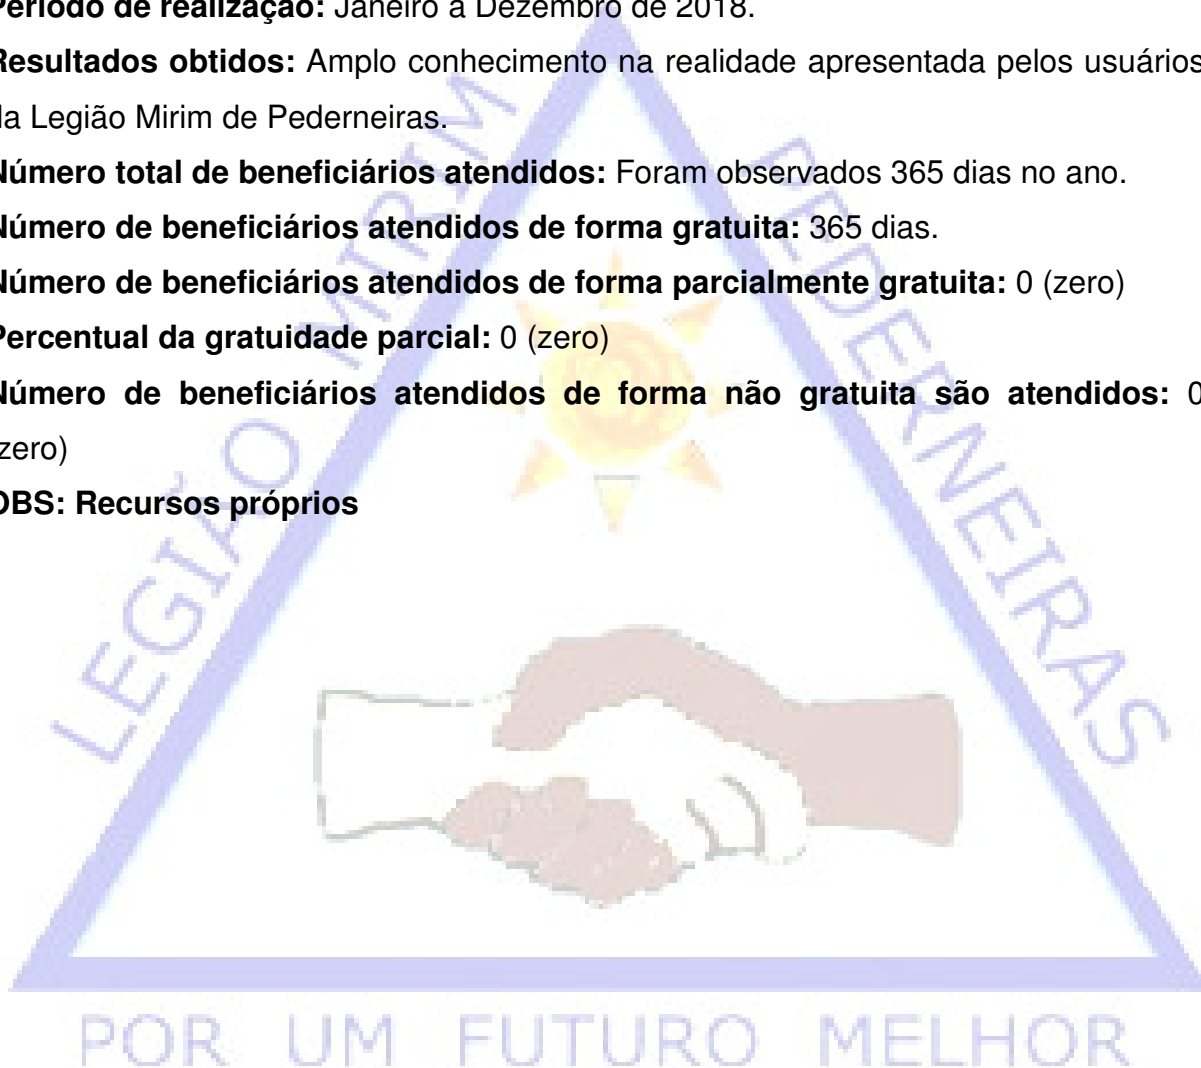 Período de realização: Janeiro a Dezembro de 2018.
Resultados obtidos: Amplo conhecimento na realidade apresentada pelos usuários
da Legião Mirim de Pederneiras.
Número total de beneficiários atendidos: Foram observados 365 dias no ano.
Número de beneficiários atendidos de forma gratuita: 365 dias.
Número de beneficiários atendidos de forma parcialmente gratuita: 0 (zero)
Percentual da gratuidade parcial: 0 (zero)
Número de beneficiários atendidos de forma não gratuita são atendidos: 0
(zero)
OBS: Recursos próprios
LEGIÃO MIRIM
PEDERNEIRAS
POR UM FUTURO MELHOR